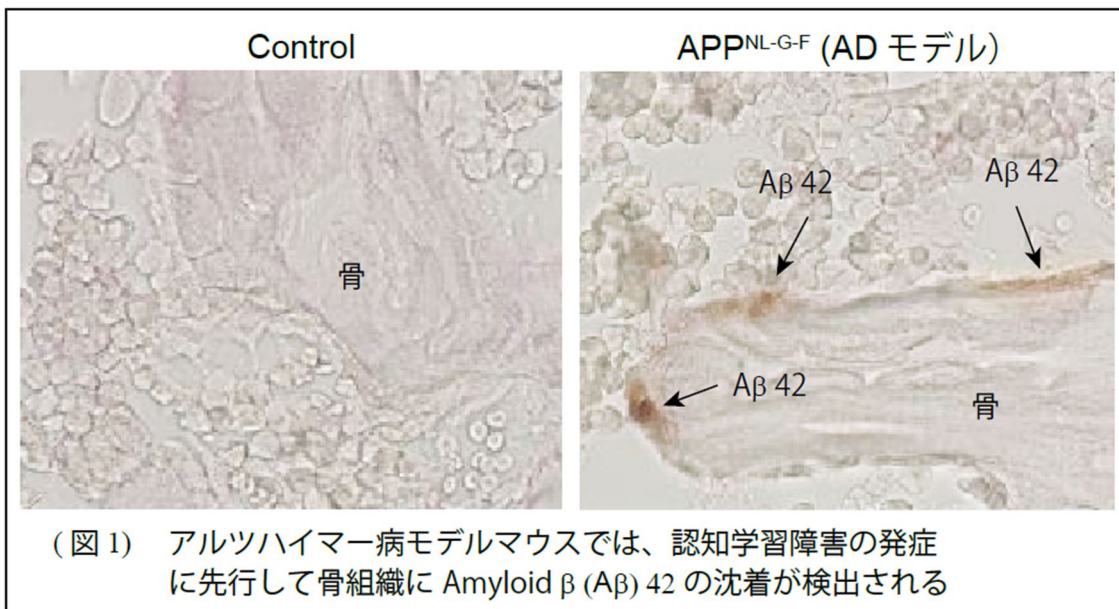 Control
APP^NL-G-F (AD モデル)
Aβ 42
Aβ 42
骨
Aβ 42
骨
(図1) アルツハイマー病モデルマウスでは、認知学習障害の発症
に先行して骨組織に Amyloid β (Aβ) 42 の沈着が検出される